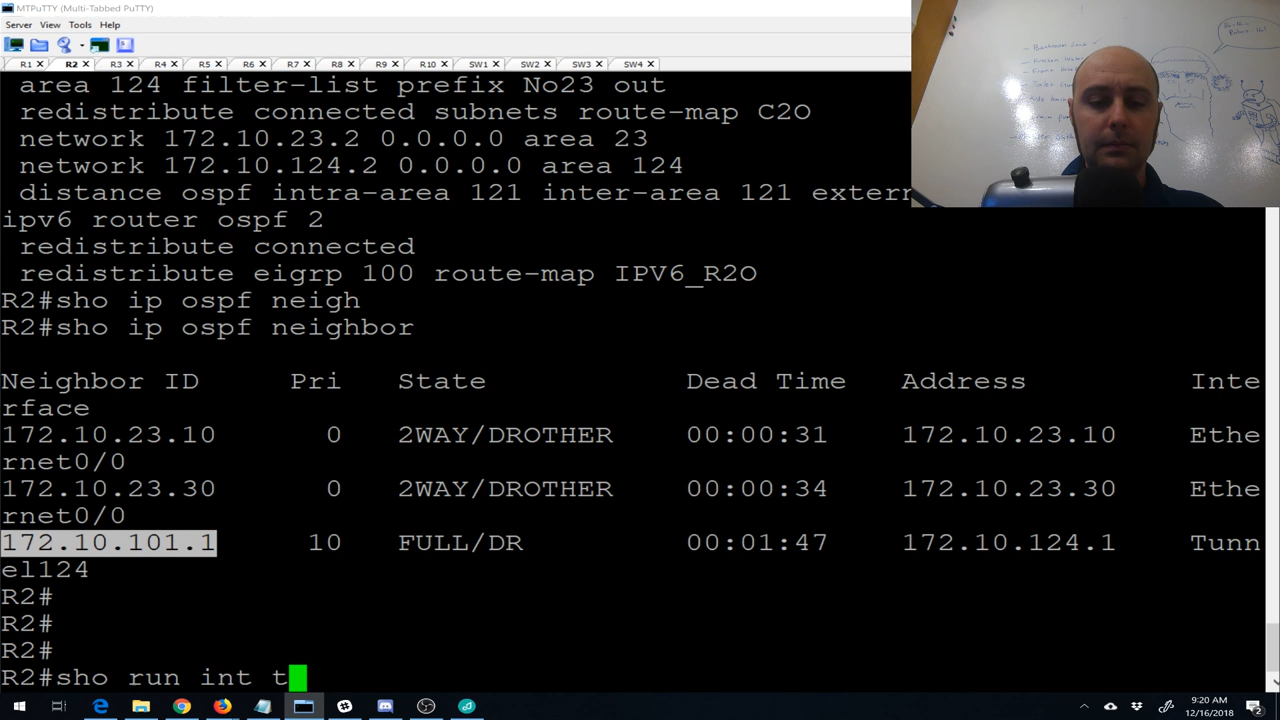 MTPuTTY (Multi-Tabbed PuTTY)
Server View Tools Help
R1 R2 R3 R4 R5 R6 R7 R8 R9 R10 SW1 SW2 SW3 SW4
area 124 filter-list prefix No23 out
redistribute connected subnets route-map C2O
network 172.10.23.2 0.0.0.0 area 23
network 172.10.124.2 0.0.0.0 area 124
distance ospf intra-area 121 inter-area 121 extern
ipv6 router ospf 2
redistribute connected
redistribute eigrp 100 route-map IPV6_R2O
R2#sho ip ospf neigh
R2#sho ip ospf neighbor
Neighbor ID Pri State Dead Time Address Inte
rface
172.10.23.10 0 2WAY/DROTHER 00:00:31 172.10.23.10 Ethe
rnet0/0
172.10.23.30 0 2WAY/DROTHER 00:00:34 172.10.23.30 Ethe
rnet0/0
172.10.101.1 10 FULL/DR 00:01:47 172.10.124.1 Tunn
el124
R2#
R2#
R2#
R2#sho run int t
9:20 AM
12/16/2018
2